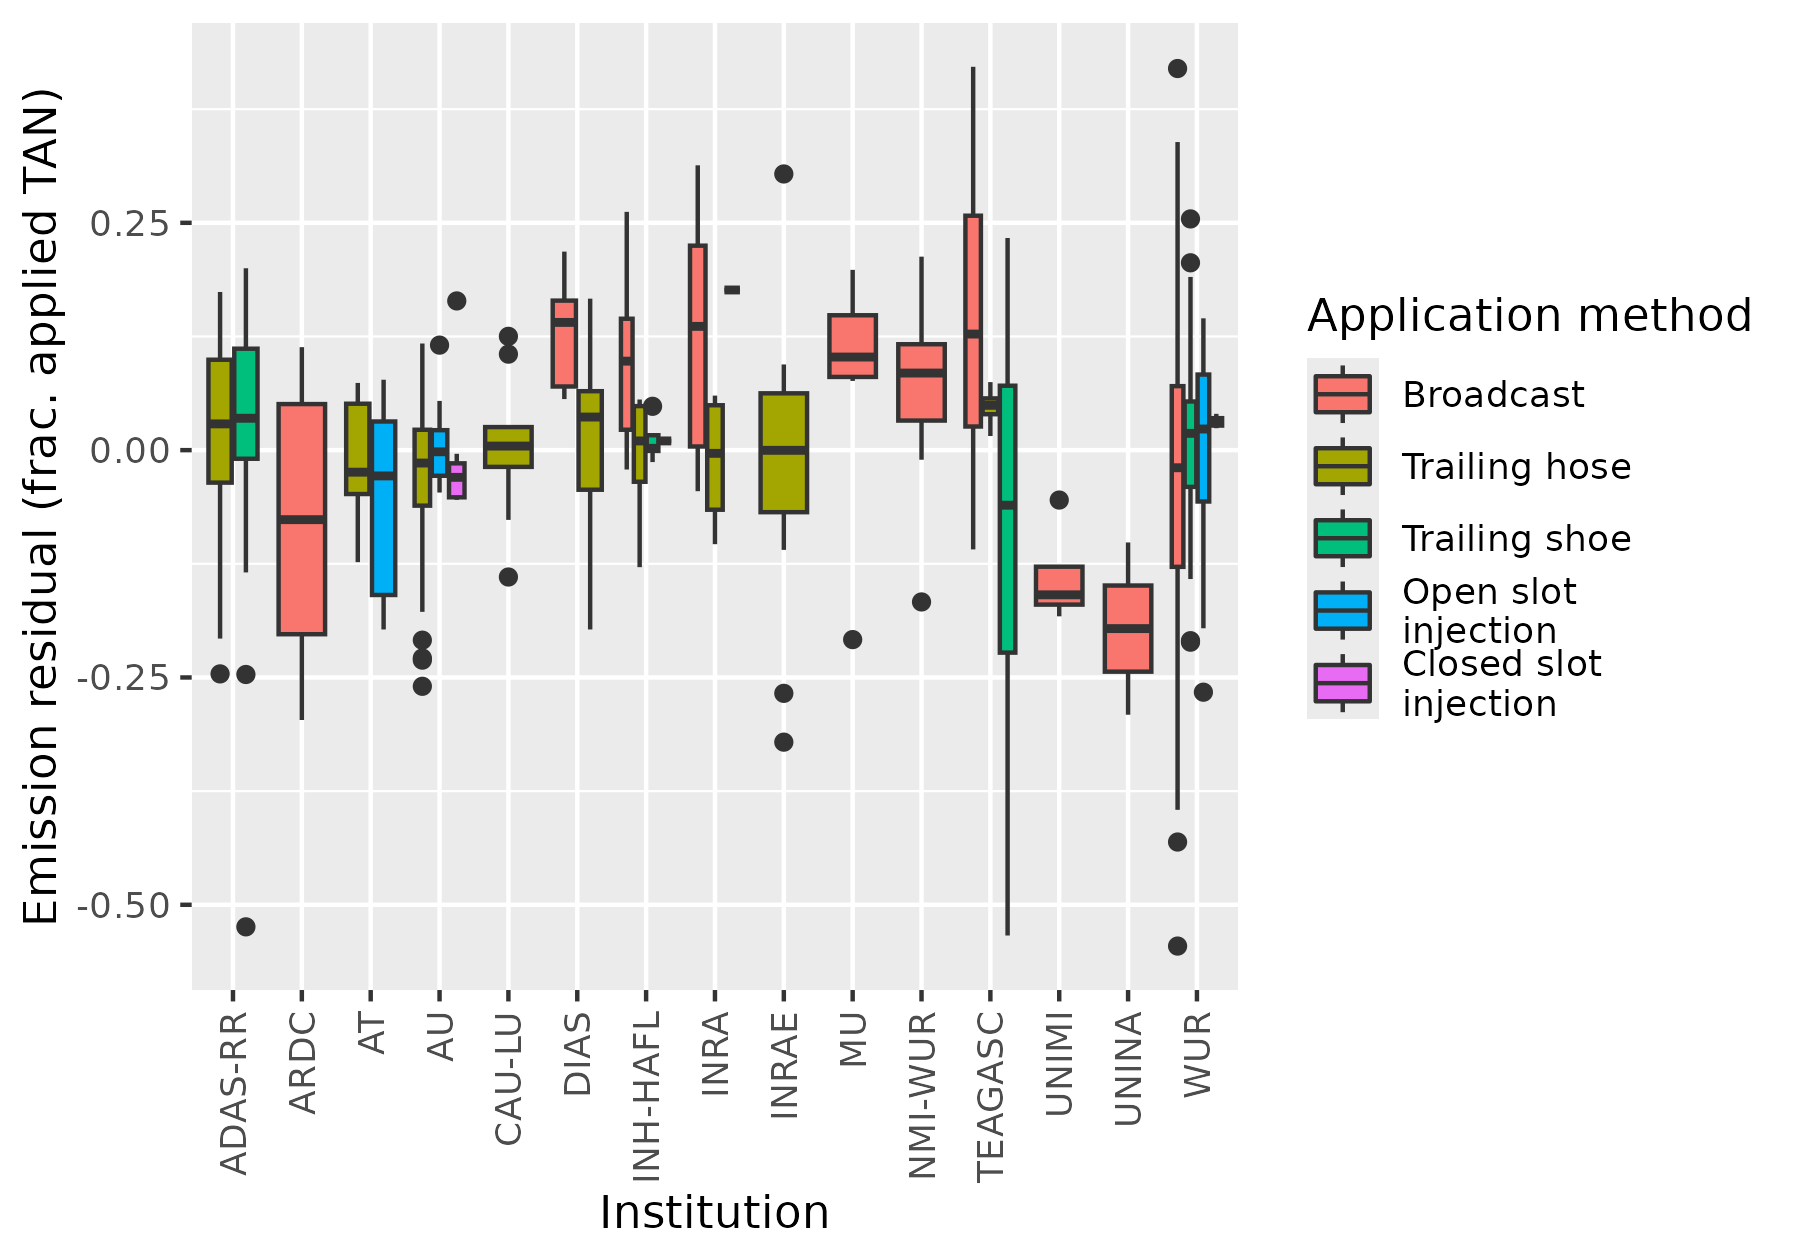 Emission residual (frac. applied TAN)
0.25
0.00
-0.25
-0.50
ADAS-RR
ARDC
AT
AU
CAU-LU
DIAS
INH-HAFL
INRA
INRAE
MU
NMI-WUR
TEAGASC
UNIMI
UNINA
WUR
Institution
Application method
Broadcast
Trailing hose
Trailing shoe
Open slot
injection
Closed slot
injection